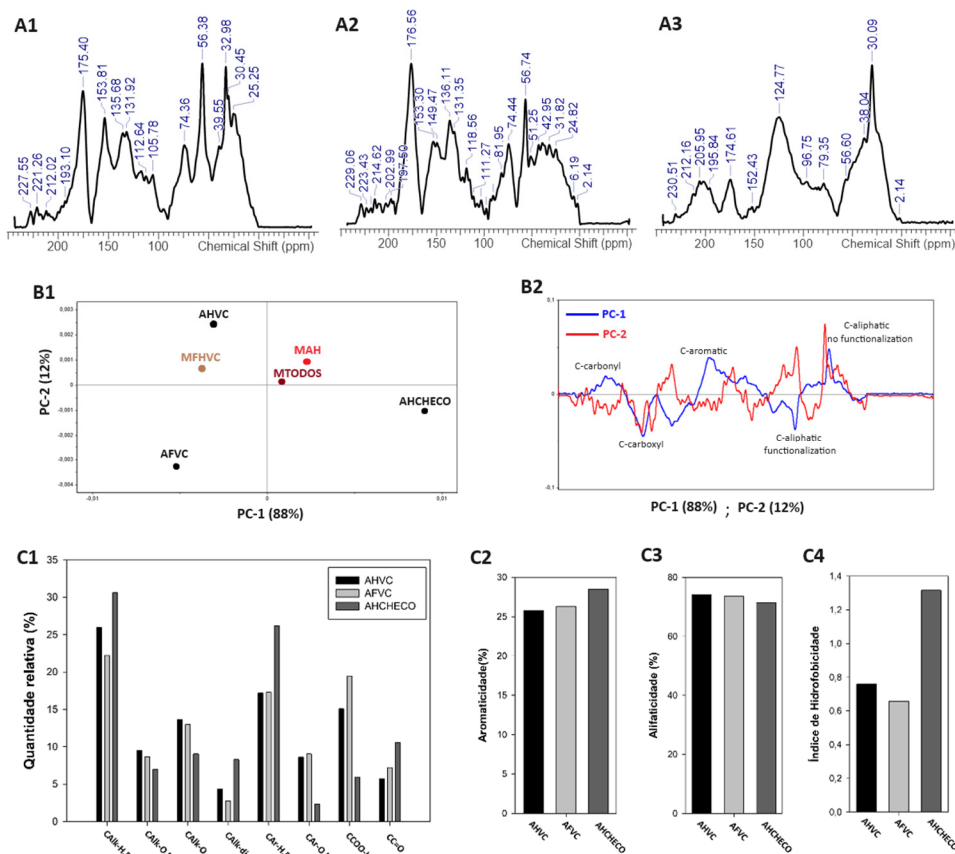 A1
A2
A3
175.40
153.81
135.68
131.92
112.64
105.78
74.36
56.38
39.55
32.98
30.45
25.25
227.55
221.26
212.02
193.10
200 150 100
Chemical Shift (ppm)
176.56
153.30
149.47
136.11
131.35
118.56
111.27
81.95
74.44
56.74
51.25
42.95
31.82
24.82
6.19
2.14
229.06
223.43
214.62
202.99
197.50
200 150 100
Chemical Shift (ppm)
30.09
124.77
38.04
56.60
79.35
96.75
152.43
174.61
195.84
205.95
212.16
230.51
2.14
200 150 100
Chemical Shift (ppm)
B1
PC-2 (12%)
0,003
0,002
0,001
0
-0,001
-0,002
-0,003
-0,004
-0,01 0 0,01
AHVC
MFHVC
MAH
MTODOS
AHCHECO
AFVC
PC-1 (88%)
B2
0,1
0
-0,1
PC-1
PC-2
C-carbonyl
C-aromatic
C-aliphatic
no functionalization
C-carboxyl
C-aliphatic
functionalization
PC-1 (88%) ; PC-2 (12%)
C1
Quantidade relativa (%)
35
30
25
20
15
10
5
0
AHVC
AFVC
AHCHECO
CAlk-H,
CAlk-O,
CAlk-O
CAlk-di
CAr-H,
CAr-O,
CCOO-
CC=O
C2
Aromaticidade(%)
30
25
20
15
10
5
0
AHVC
AFVC
AHCHECO
C3
Alifaticidade (%)
80
60
40
20
0
AHVC
AFVC
AHCHECO
C4
Índice de Hidrofobicidade
1,4
1,2
1,0
0,8
0,6
0,4
0,2
0,0
AHVC
AFVC
AHCHECO